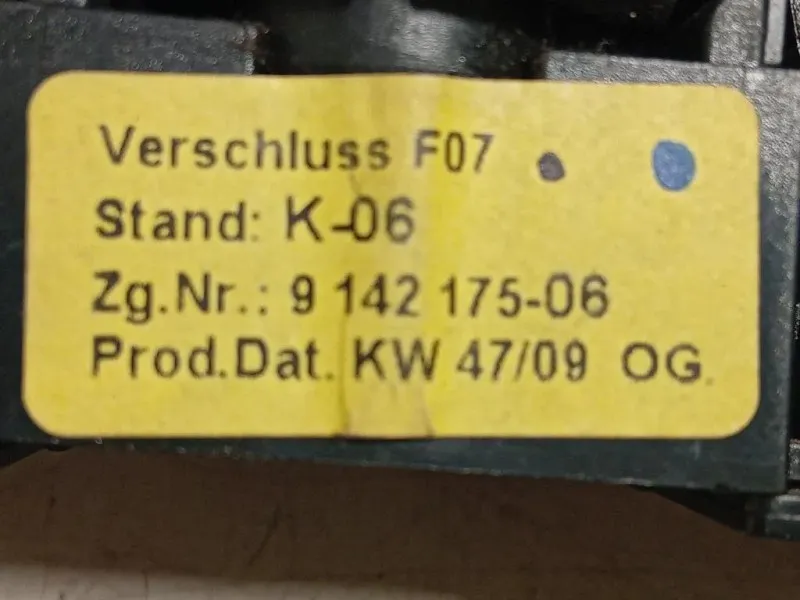 Verschluss F07
Stand: K-06
Zg.Nr.: 9 142 175-06
Prod.Dat. KW 47/09 OG.